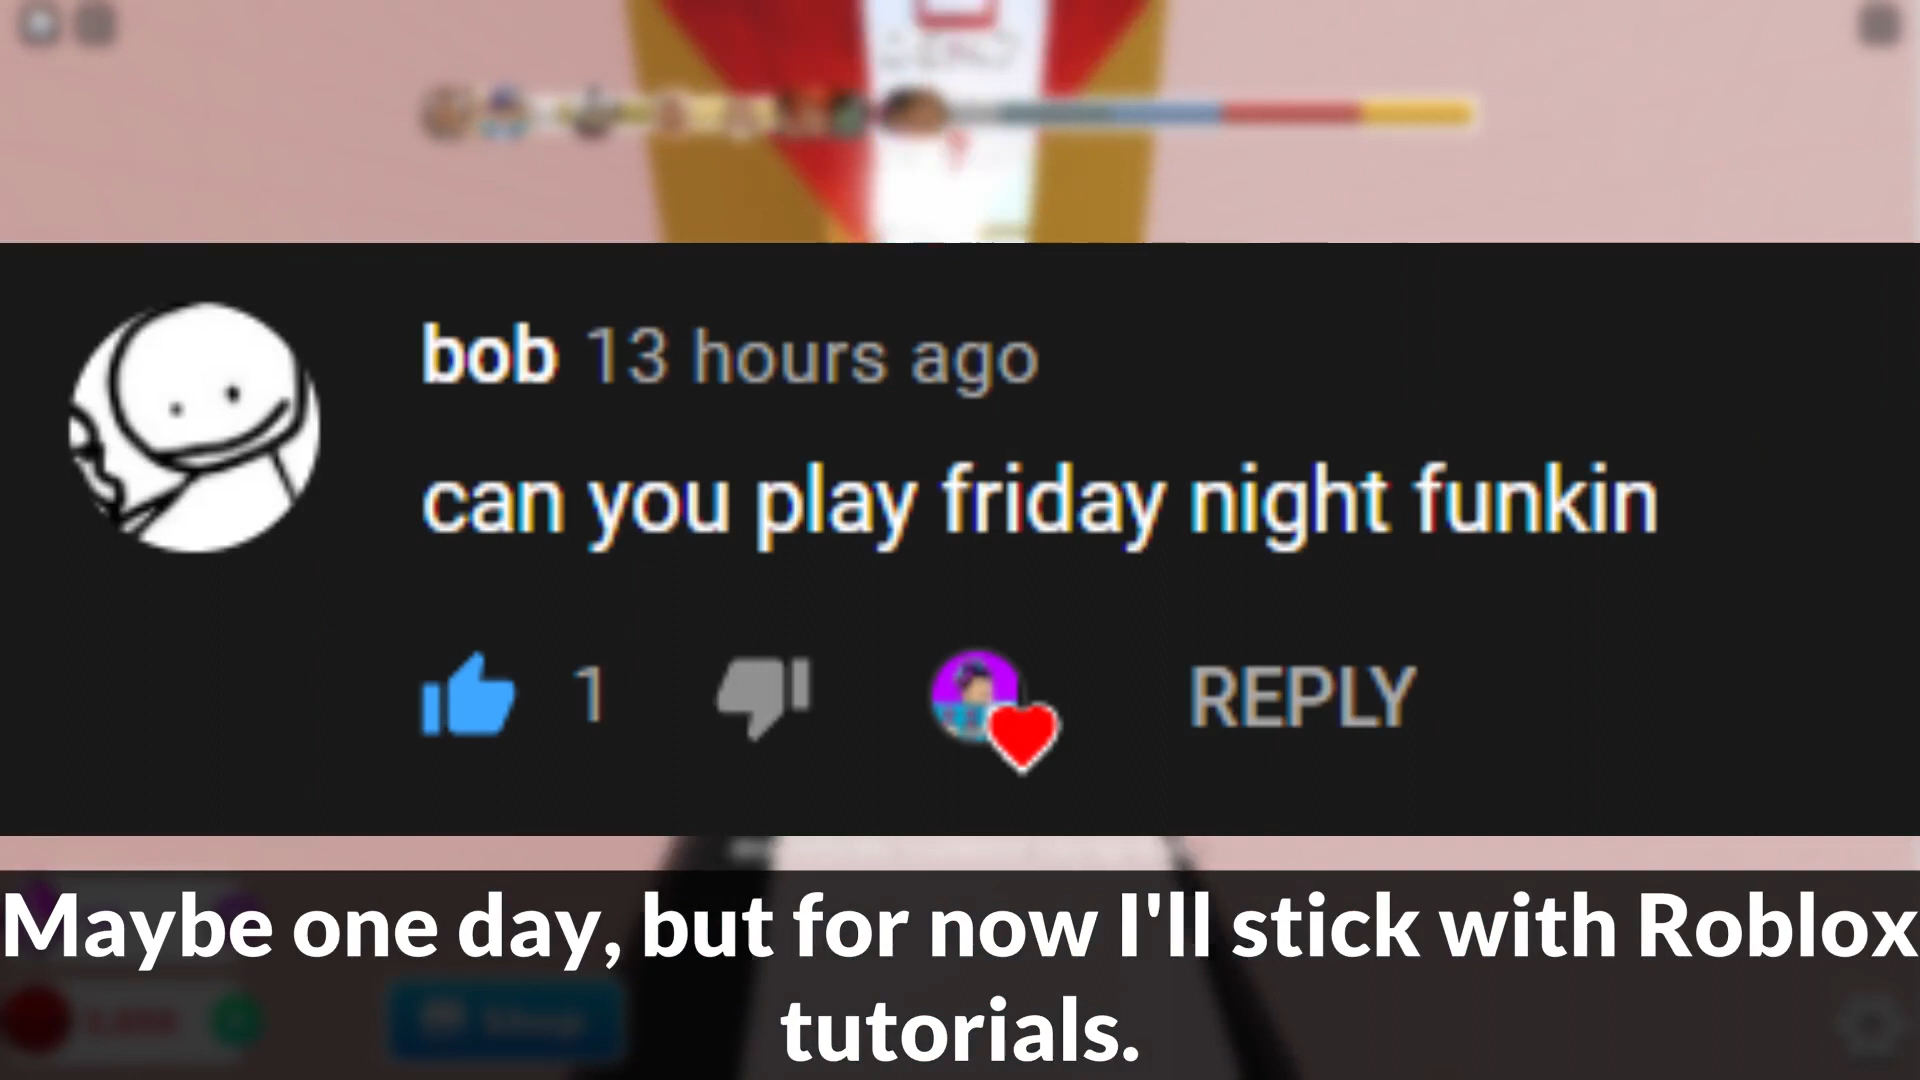 bob 13 hours ago
can you play friday night funkin
1 REPLY
Maybe one day, but for now I'll stick with Roblox
tutorials.
Shop